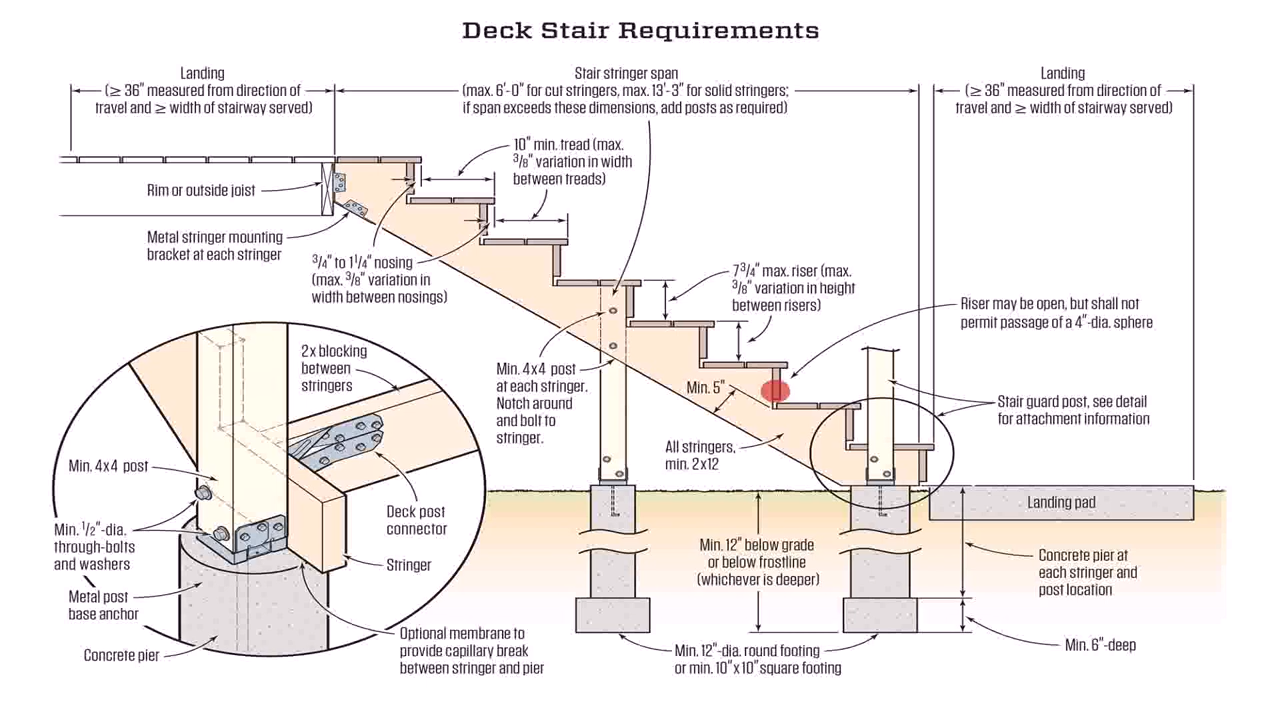 Deck Stair Requirements
Landing
(≥ 36" measured from direction of
travel and ≥ width of stairway served)
Stair stringer span
(max. 6'-0" for cut stringers, max. 13'-3" for solid stringers;
if span exceeds these dimensions, add posts as required)
Landing
(≥ 36" measured from direction of
travel and ≥ width of stairway served)
10" min. tread (max.
3/8" variation in width
between treads)
Rim or outside joist
Metal stringer mounting
bracket at each stringer
3/4" to 1 1/4" nosing
(max. 3/8" variation in
width between nosings)
7 3/4" max. riser (max.
3/8" variation in height
between risers)
Riser may be open, but shall not
permit passage of a 4"-dia. sphere
2x blocking
between
stringers
Min. 4x4 post
at each stringer.
Notch around
and bolt to
stringer.
Min. 5"
Stair guard post, see detail
for attachment information
All stringers,
min. 2x12
Min. 4x4 post
Deck post
connector
Landing pad
Min. 1/2"-dia.
through-bolts
and washers
Stringer
Min. 12" below grade
or below frostline
(whichever is deeper)
Concrete pier at
each stringer and
post location
Metal post
base anchor
Concrete pier
Optional membrane to
provide capillary break
between stringer and pier
Min. 12"-dia. round footing
or min. 10"x10" square footing
Min. 6"-deep